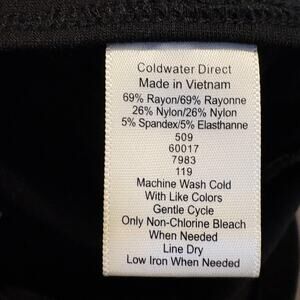 Coldwater Direct
Made in Vietnam
69% Rayon/69% Rayonne
26% Nylon/26% Nylon
5% Spandex/5% Elasthanne
509
60017
7983
119
Machine Wash Cold
With Like Colors
Gentle Cycle
Only Non-Chlorine Bleach
When Needed
Line Dry
Low Iron When Needed